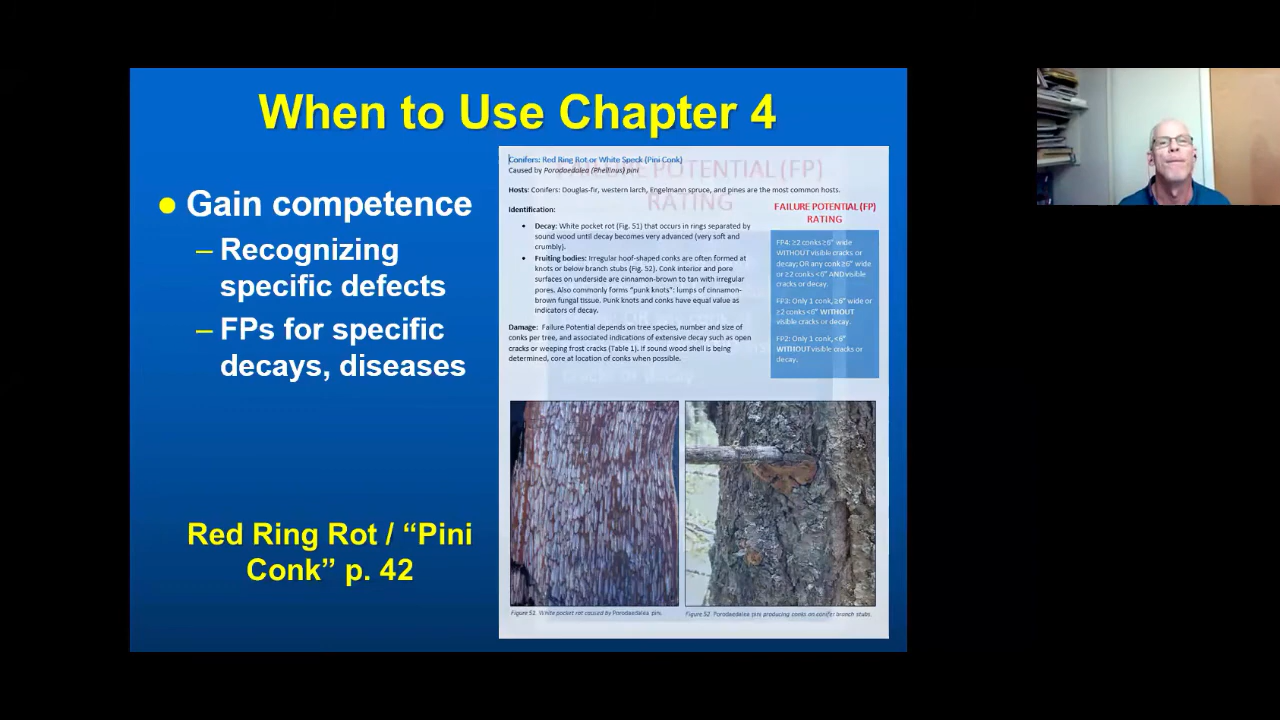 When to Use Chapter 4
● Gain competence
– Recognizing
specific defects
– FPs for specific
decays, diseases
Red Ring Rot / “Pini
Conk” p. 42
Conifers: Red Ring Rot or White Speck (Pini Conk)
Caused by Porodaedalea (Phellinus) pini
Hosts: Conifers: Douglas-fir, western larch, Engelmann spruce, and pines are the most common hosts.
Identification:
• Decay: White pocket rot (Fig. 51) that occurs in rings separated by
sound wood until decay becomes very advanced (very soft and
crumbly).
• Fruiting bodies: Irregular hoof-shaped conks are often formed at
knots or below branch stubs (Fig. 52). Conk interior and pore
surfaces on underside are cinnamon-brown to tan with irregular
pores. Also commonly forms “punk knots”: lumps of cinnamon-
brown fungal tissue. Punk knots and conks have equal value as
indicators of decay.
Damage: Failure Potential depends on tree species, number and size of
conks per tree, and associated indications of extensive decay such as open
cracks or weeping frost cracks (Table 1). If sound wood shell is being
determined, core at location of conks when possible.
FAILURE POTENTIAL (FP)
RATING
FP4: ≥2 conks ≥6” wide
WITHOUT visible cracks or
decay; OR any conk ≥6” wide
or ≥2 conks <6” AND visible
cracks or decay.
FP3: Only 1 conk, ≥6” wide or
≥2 conks <6” WITHOUT
visible cracks or decay.
FP2: Only 1 conk, <6”
WITHOUT visible cracks or
decay.
POTENTIAL (FP)
RATING
cracks or decay
Figure 51. White pocket rot caused by Porodaedalea pini.
Figure 52. Porodaedalea pini producing conks on conifer branch stubs.